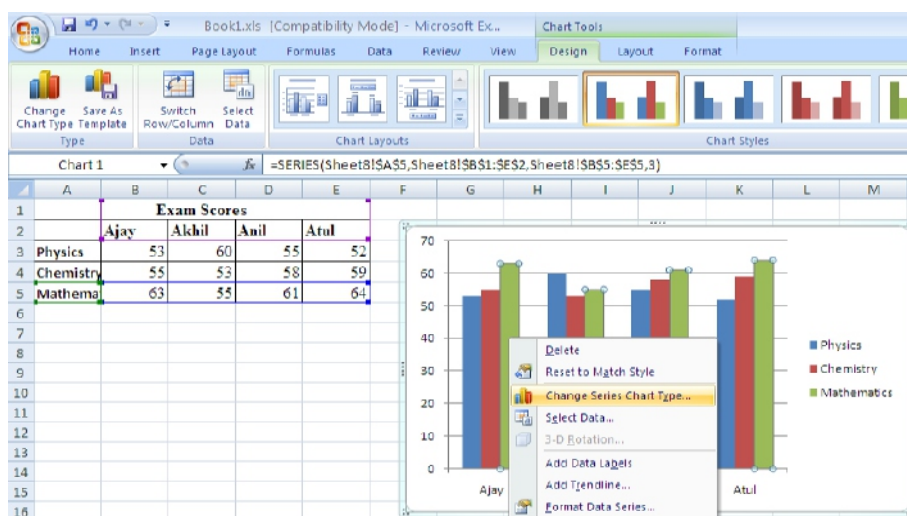 Book1.xls [Compatibility Mode] - Microsoft Ex...
Chart Tools
Home Insert Page Layout Formulas Data Review View Design Layout Format
Change Chart Type
Save As Template
Switch Row/Column
Select Data
Type Data Chart Layouts Chart Styles
Chart 1 fx =SERIES(Sheet8!$A$5,Sheet8!$B$1:$E$2,Sheet8!$B$5:$E$5,3)
A B C D E F G H I J K L M
1 Exam Scores
2 Ajay Akhil Anil Atul
3 Physics 53 60 55 52
4 Chemistry 55 53 58 59
5 Mathema 63 55 61 64
6
7
8
9
10
11
12
13
14
15
16
70
60
50
40
30
20
10
0
Ajay
Atul
Physics
Chemistry
Mathematics
Delete
Reset to Match Style
Change Series Chart Type...
Select Data...
3-D Rotation...
Add Data Labels
Add Trendline...
Format Data Series...